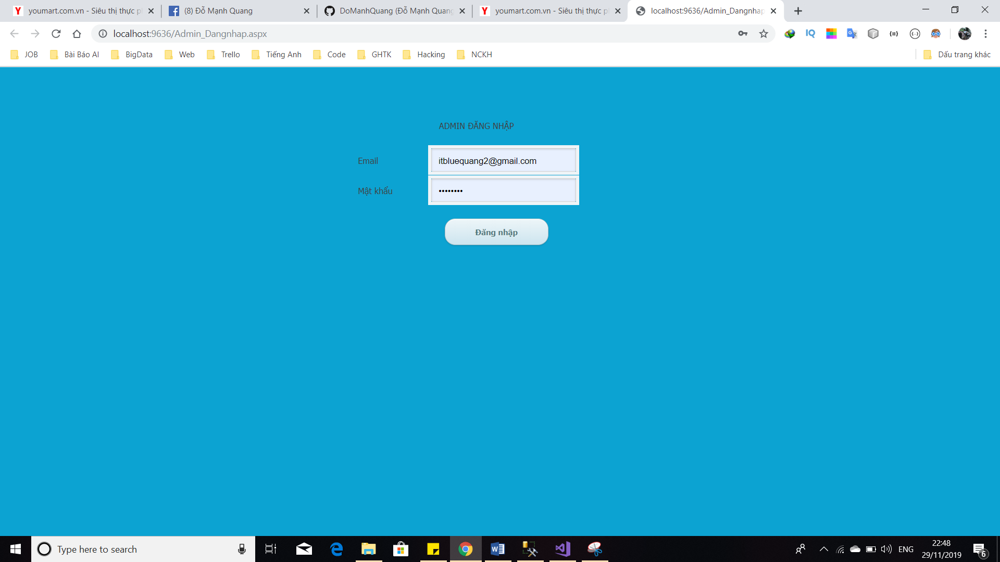 youmart.com.vn - Siêu thị thực
(8) Đỗ Mạnh Quang
DoManhQuang (Đỗ Mạnh Quang
youmart.com.vn - Siêu thị thực
localhost:9636/Admin_Dangnhap
localhost:9636/Admin_Dangnhap.aspx
JOB
Bài Báo AI
BigData
Web
Trello
Tiếng Anh
Code
GHTK
Hacking
NCKH
Dấu trang khác
ADMIN ĐĂNG NHẬP
Email
itbluequang2@gmail.com
Mật khẩu
••••••••
Đăng nhập
Type here to search
ENG
22:48
29/11/2019
6